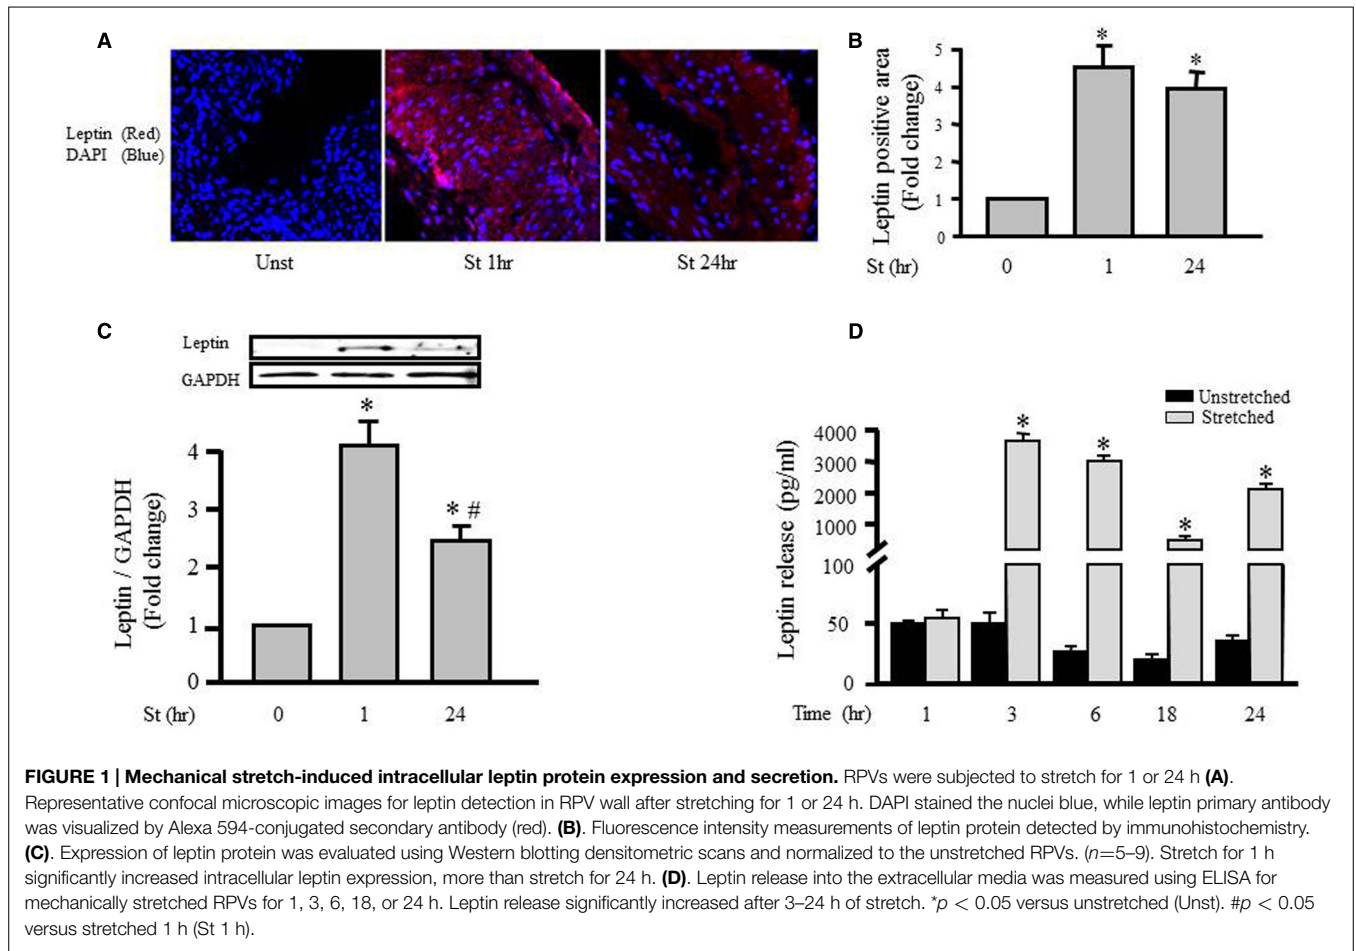 A
Leptin (Red)
DAPI (Blue)
Unst
St 1hr
St 24hr
B
Leptin positive area
(Fold change)
5
4
3
2
1
0
*
*
St (hr)
0
1
24
C
Leptin
GAPDH
Leptin / GAPDH
(Fold change)
4
3
2
1
0
*
* #
St (hr)
0
1
24
D
Unstretched
Stretched
Leptin release (pg/ml)
4000
3000
2000
1000
100
50
0
*
*
*
*
Time (hr)
1
3
6
18
24
FIGURE 1 | Mechanical stretch-induced intracellular leptin protein expression and secretion. RPVs were subjected to stretch for 1 or 24 h (A).
Representative confocal microscopic images for leptin detection in RPV wall after stretching for 1 or 24 h. DAPI stained the nuclei blue, while leptin primary antibody
was visualized by Alexa 594-conjugated secondary antibody (red). (B). Fluorescence intensity measurements of leptin protein detected by immunohistochemistry.
(C). Expression of leptin protein was evaluated using Western blotting densitometric scans and normalized to the unstretched RPVs. (n=5–9). Stretch for 1 h
significantly increased intracellular leptin expression, more than stretch for 24 h. (D). Leptin release into the extracellular media was measured using ELISA for
mechanically stretched RPVs for 1, 3, 6, 18, or 24 h. Leptin release significantly increased after 3–24 h of stretch. *p < 0.05 versus unstretched (Unst). #p < 0.05
versus stretched 1 h (St 1 h).